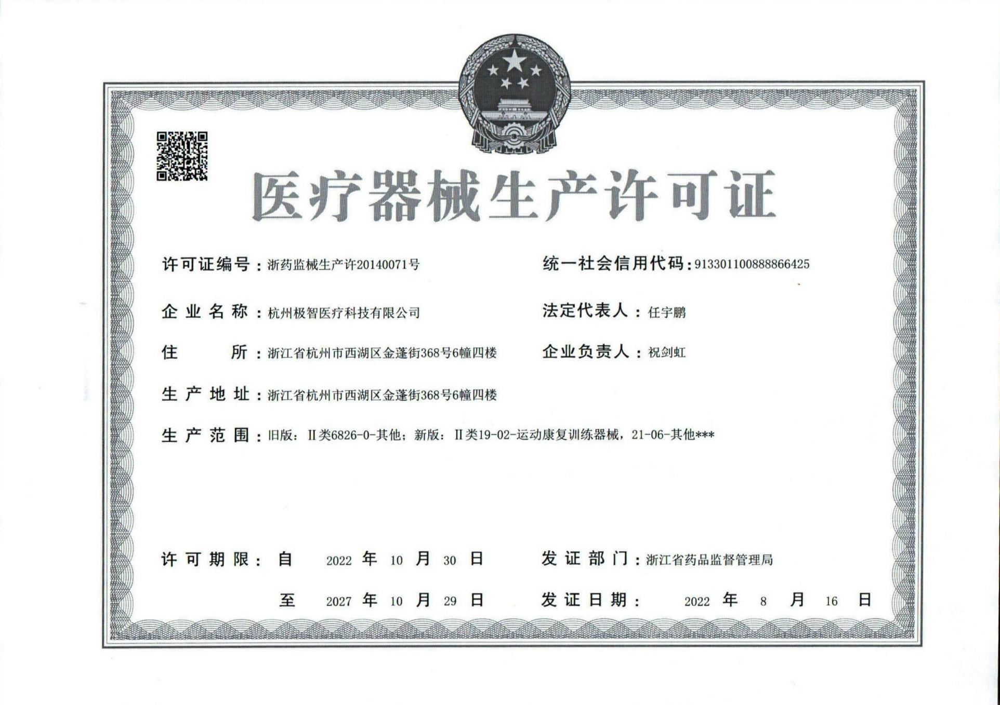 医疗器械生产许可证
许可证编号：浙药监械生产许20140071号
统一社会信用代码：913301100888866425
企业名称：杭州极智医疗科技有限公司
法定代表人：任宇鹏
住所：浙江省杭州市西湖区金蓬街368号6幢四楼
企业负责人：祝剑虹
生产地址：浙江省杭州市西湖区金蓬街368号6幢四楼
生产范围：旧版：Ⅱ类6826-0-其他；新版：Ⅱ类19-02-运动康复训练器械，21-06-其他***
许可期限：自 2022 年 10 月 30 日
发证部门：浙江省药品监督管理局
至 2027 年 10 月 29 日
发证日期： 2022 年 8 月 16 日